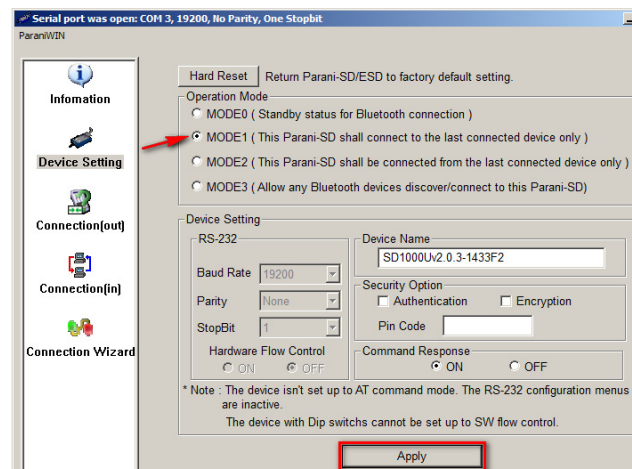 Serial port was open: COM 3, 19200, No Parity, One Stopbit
ParaniWIN
Infomation
Device Setting
Connection(out)
Connection(in)
Connection Wizard
Hard Reset Return Parani-SD/ESD to factory default setting.
Operation Mode
MODE0 ( Standby status for Bluetooth connection )
MODE1 ( This Parani-SD shall connect to the last connected device only )
MODE2 ( This Parani-SD shall be connected from the last connected device only )
MODE3 ( Allow any Bluetooth devices discover/connect to this Parani-SD)
Device Setting
RS-232
Baud Rate 19200
Parity None
StopBit 1
Hardware Flow Control
ON OFF
Device Name
SD1000Uv2.0.3-1433F2
Security Option
Authentication Encryption
Pin Code
Command Response
ON OFF
* Note : The device isn't set up to AT command mode. The RS-232 configuration menus
are inactive.
The device with Dip switchs cannot be set up to SW flow control.
Apply